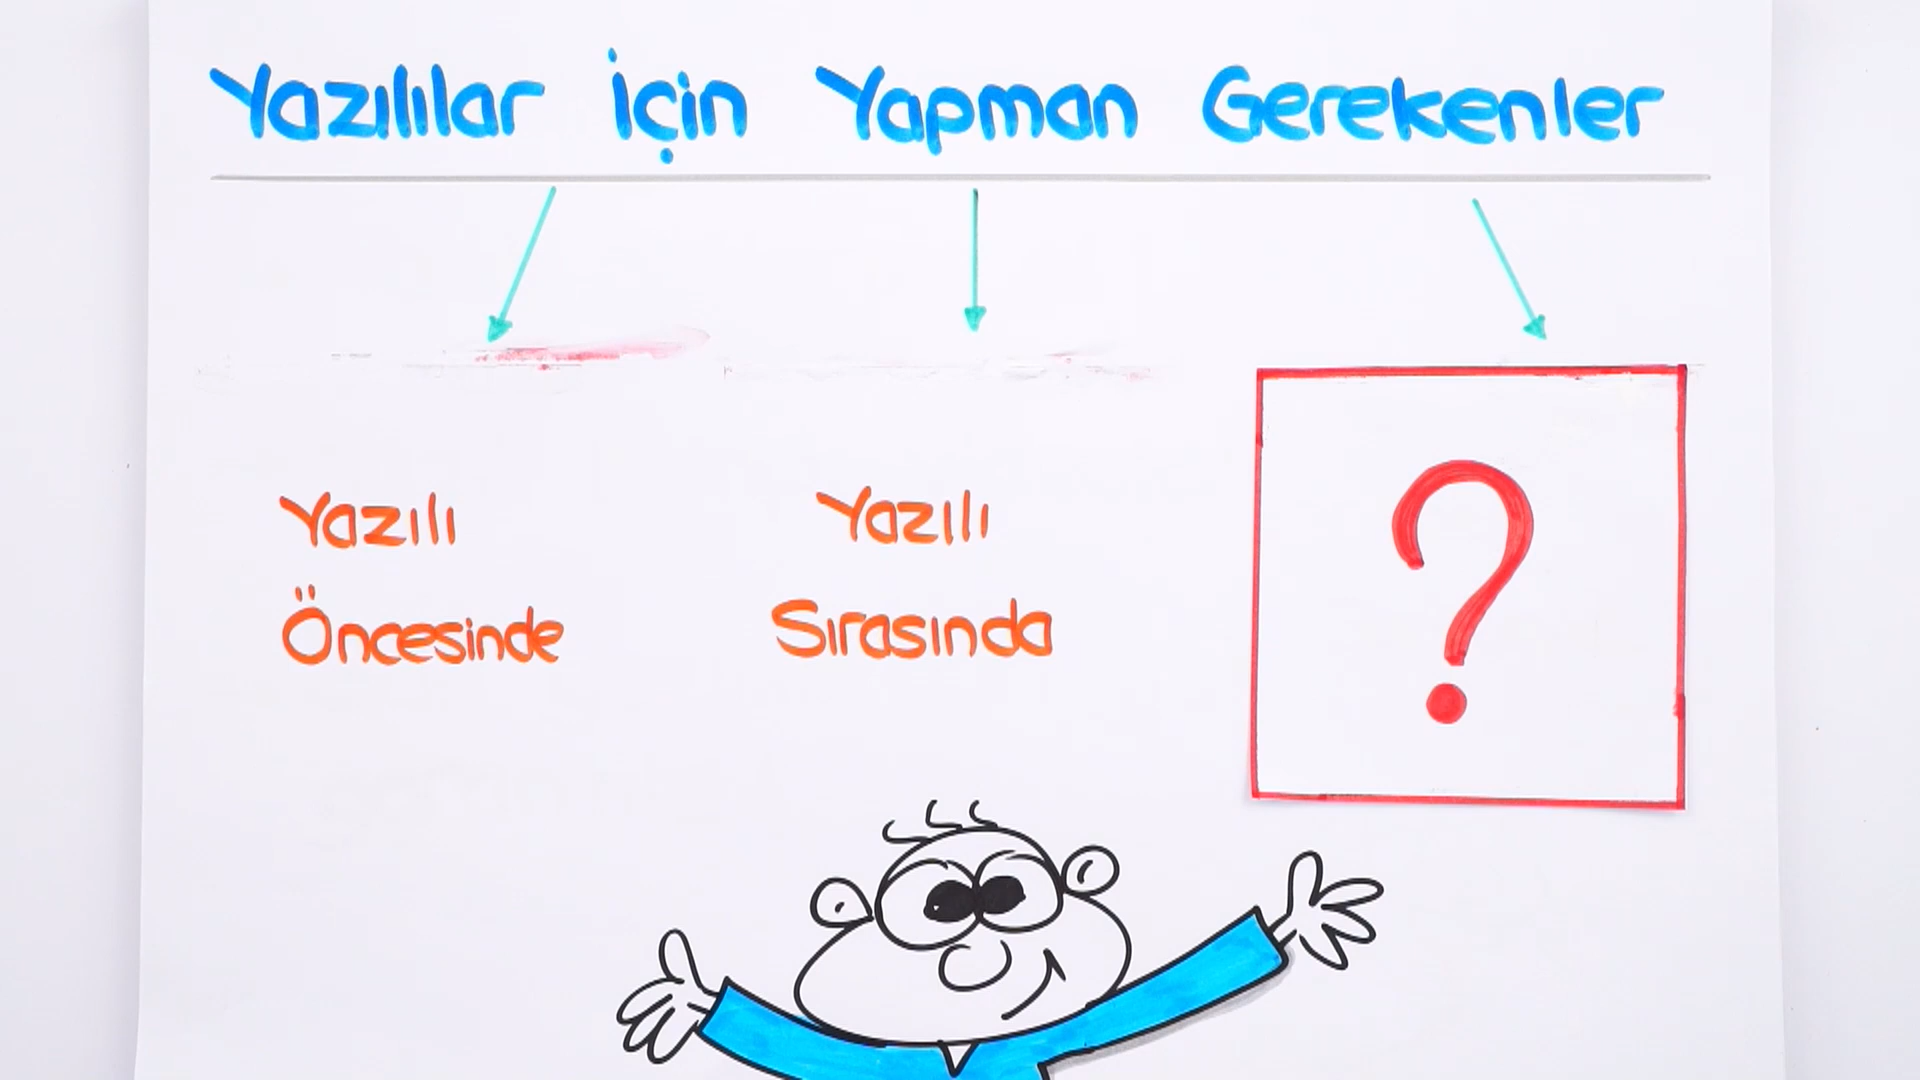 Yazılılar İçin Yapman Gerekenler
Yazılı
Öncesinde
Yazılı
Sırasında
?